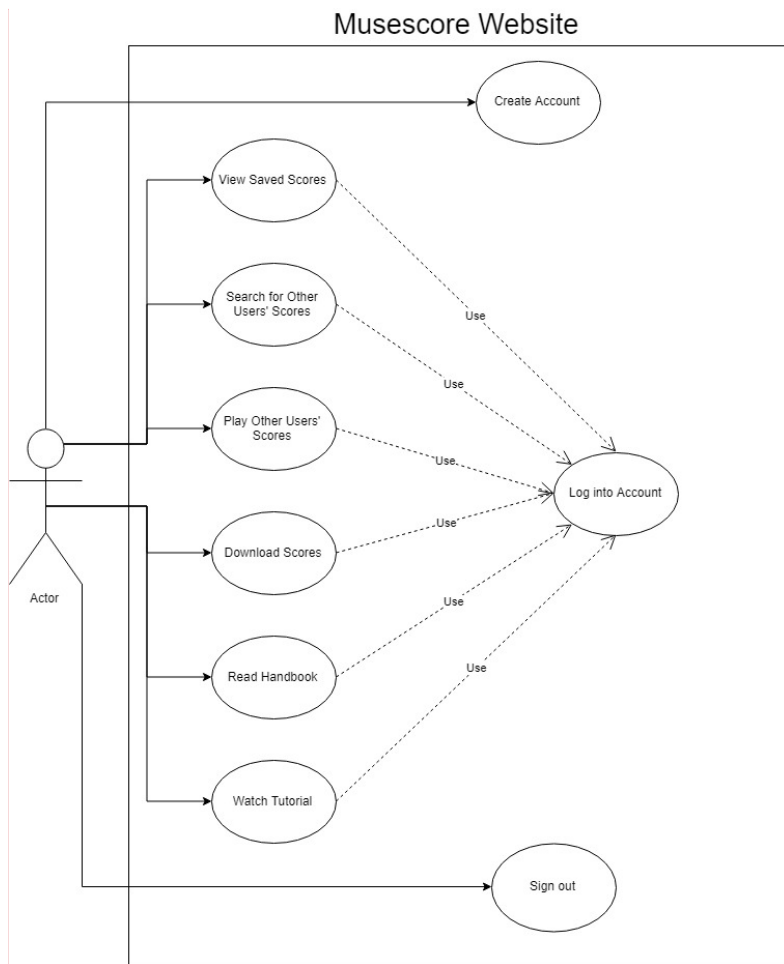 Musescore Website
Create Account
View Saved Scores
Search for Other
Users' Scores
Use
Use
Play Other Users'
Scores
Use
Log into Account
Use
Download Scores
Actor
Use
Read Handbook
Use
Watch Tutorial
Sign out